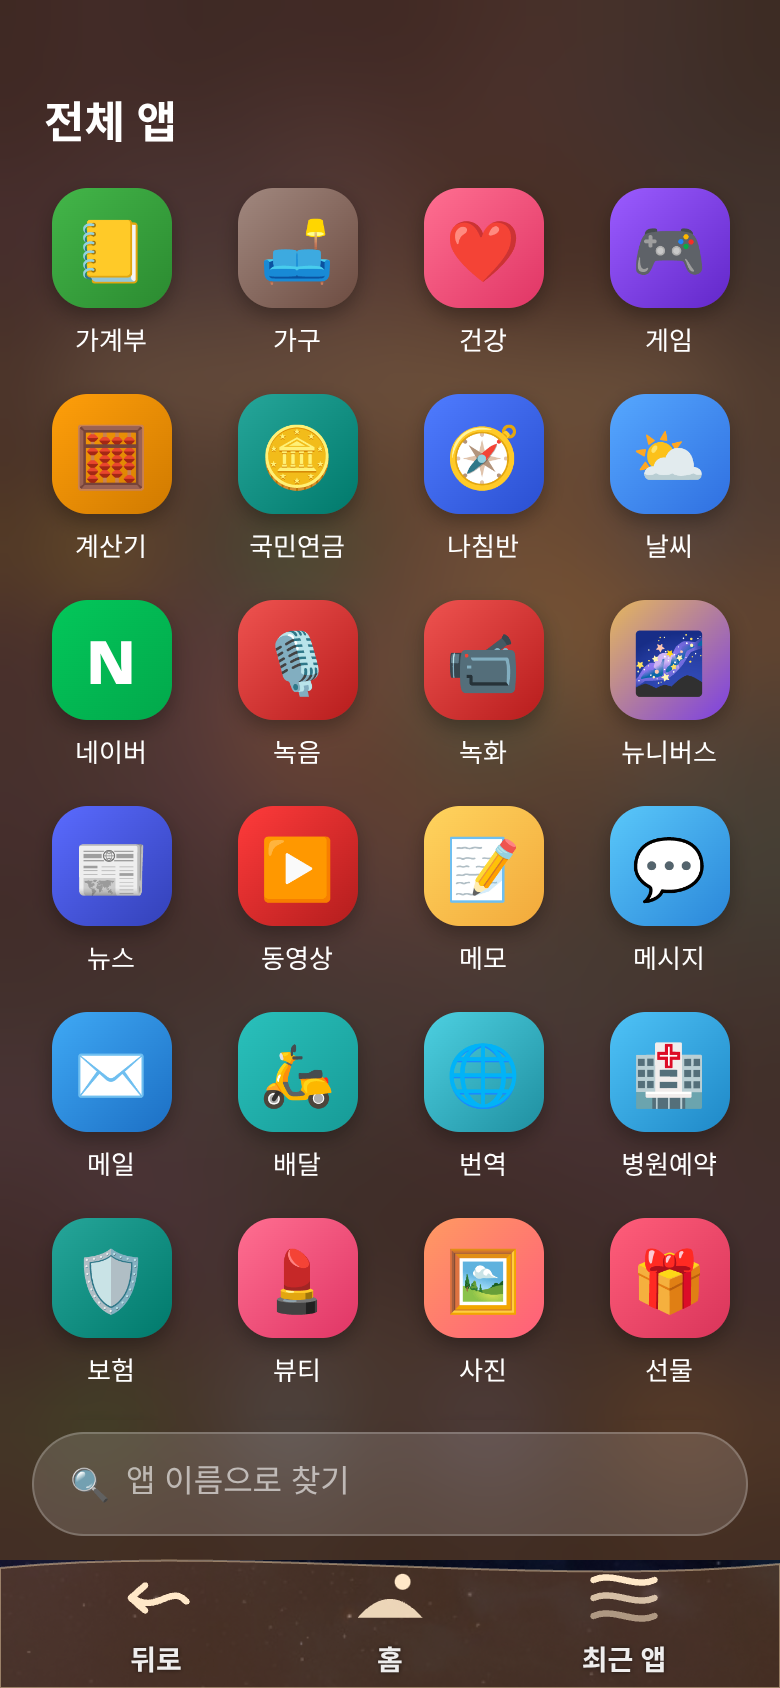 전체 앱
가계부 가구 건강 게임
계산기 국민연금 나침반 날씨
N
네이버 녹음 녹화 뉴니버스
뉴스 동영상 메모 메시지
메일 배달 번역 병원예약
보험 뷰티 사진 선물
앱 이름으로 찾기
뒤로 홈 최근 앱